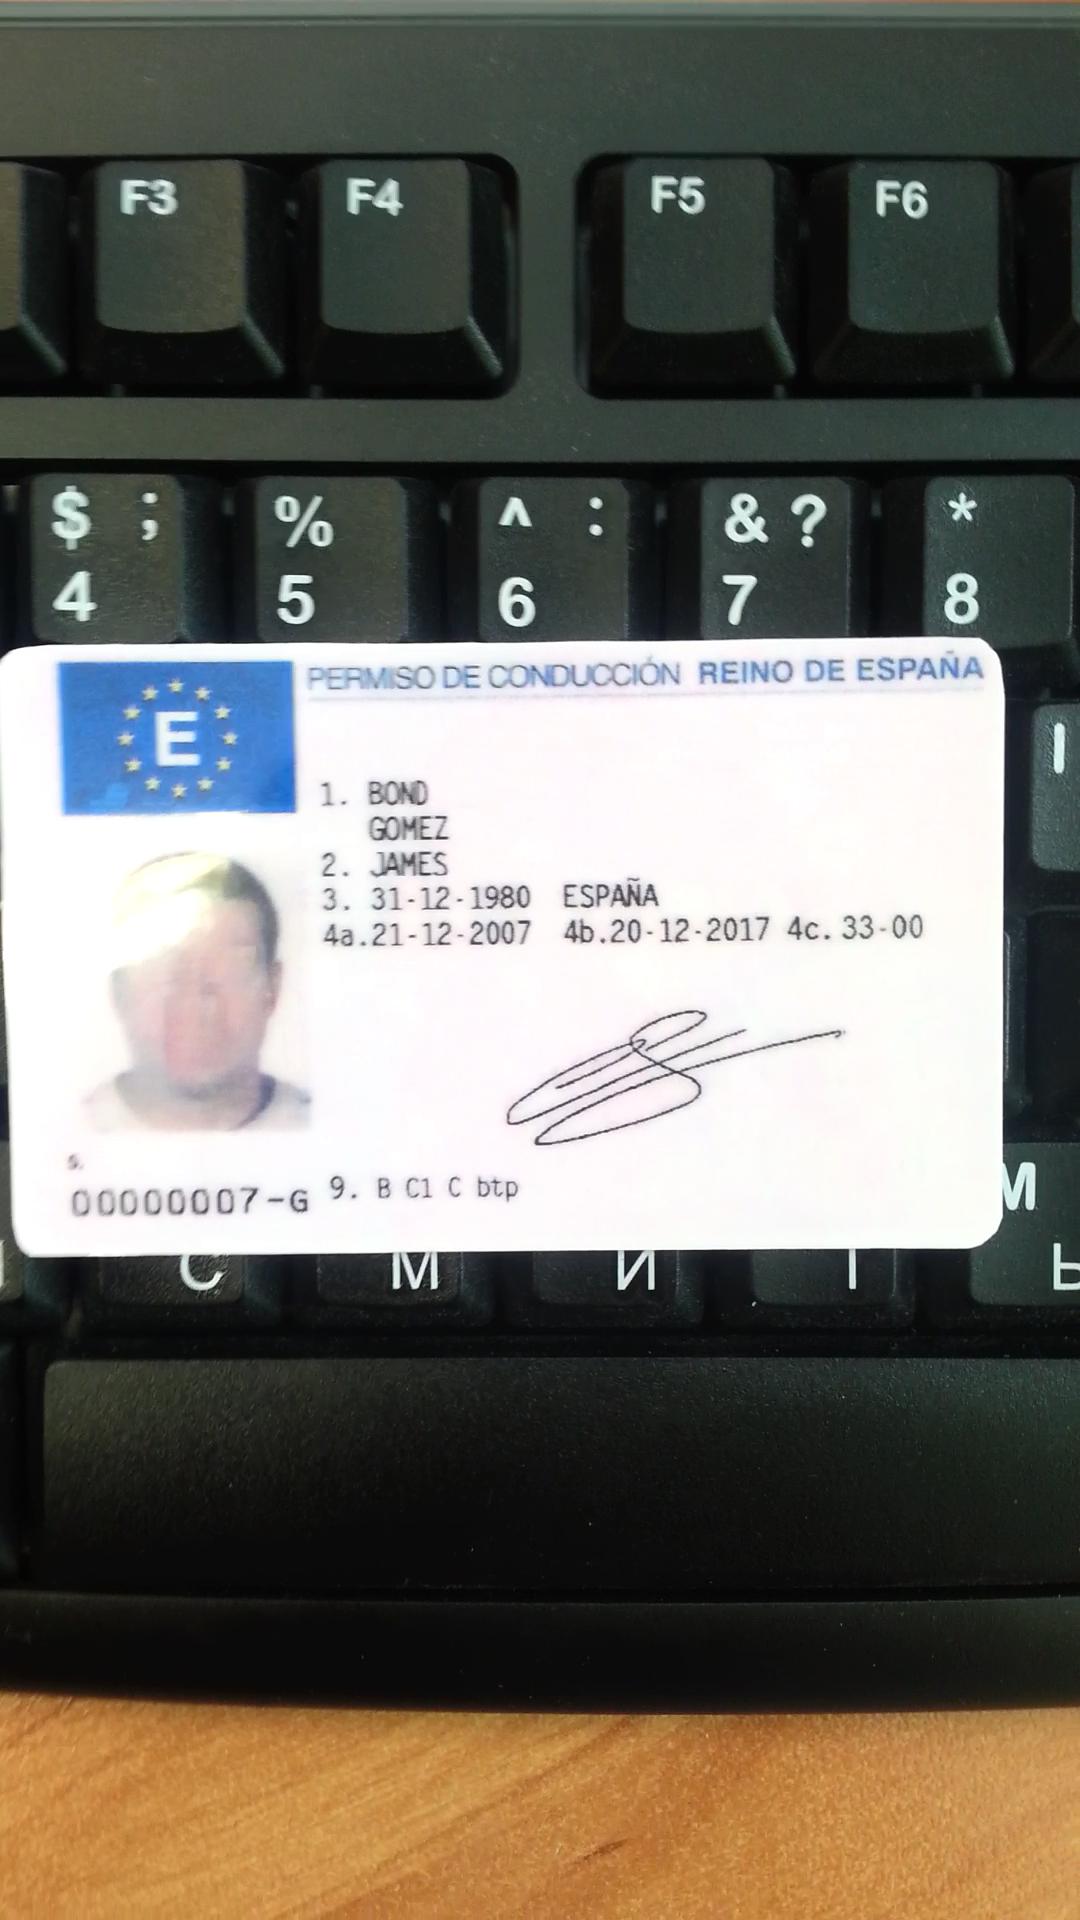 F3 F4 F5 F6
$ ; % ^ : & ? *
4 5 6 7 8
E
PERMISO DE CONDUCCIÓN REINO DE ESPAÑA
1. BOND
GOMEZ
2. JAMES
3. 31-12-1980 ESPAÑA
4a.21-12-2007 4b.20-12-2017 4c.33-00
5.
00000007-G 9. B C1 C btp
M
С М И І Ь